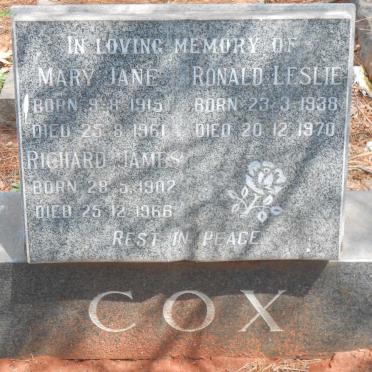 IN LOVING MEMORY OF
MARY JANE RONALD LESLIE
BORN 9·8·1915 BORN 23·3·1938
DIED 25·8·1961 DIED 20·12·1970
RICHARD JAMES
BORN 28·5·1902
DIED 25·12·1966
REST IN PEACE
COX